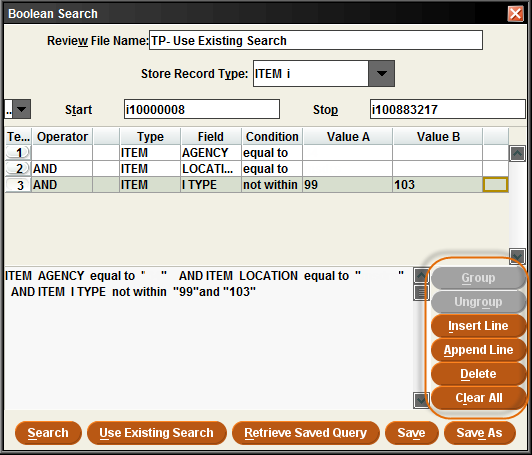 Boolean Search
Review File Name: TP- Use Existing Search
Store Record Type: ITEM i
.. Start i10000008 Stop i100883217
Te... Operator Type Field Condition Value A Value B
1 ITEM AGENCY equal to
2 AND ITEM LOCATI... equal to
3 AND ITEM I TYPE not within 99 103
ITEM AGENCY equal to " " AND ITEM LOCATION equal to " "
AND ITEM I TYPE not within "99"and "103"
Group
Ungroup
Insert Line
Append Line
Delete
Clear All
Search Use Existing Search Retrieve Saved Query Save Save As